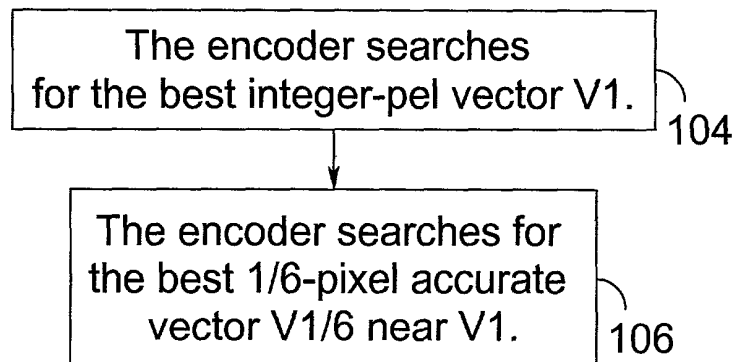 The encoder searches
for the best integer-pel vector V1.
104
The encoder searches for
the best 1/6-pixel accurate
vector V1/6 near V1.
106